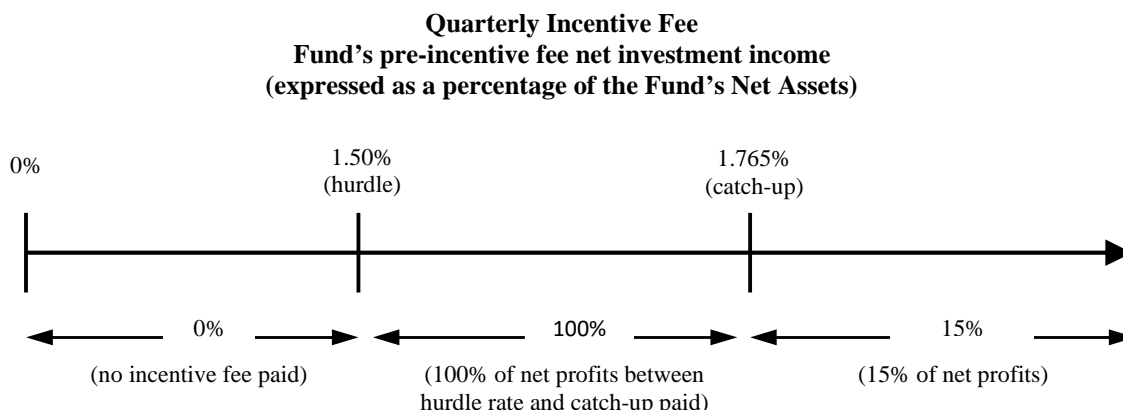 Quarterly Incentive Fee
Fund’s pre-incentive fee net investment income
(expressed as a percentage of the Fund’s Net Assets)
0%
1.50%
(hurdle)
1.765%
(catch-up)
0%
100%
15%
(no incentive fee paid)
(100% of net profits between
hurdle rate and catch-up paid)
(15% of net profits)